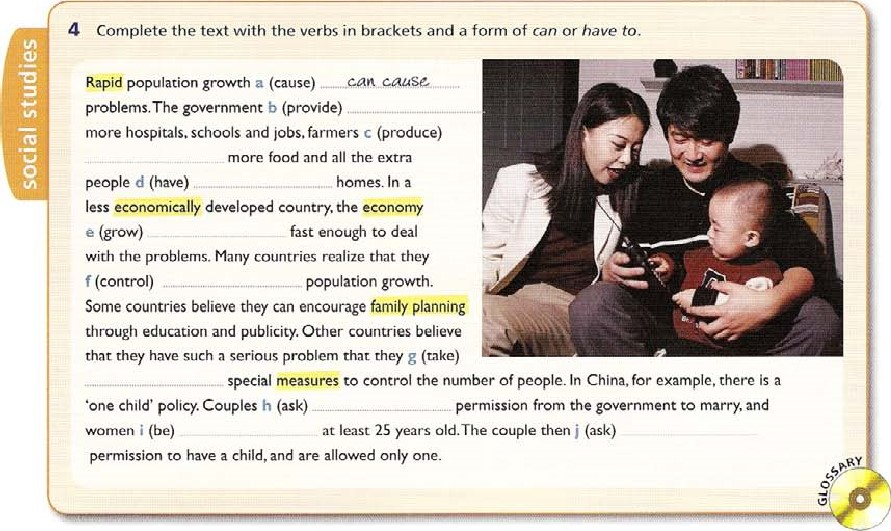 social studies
4 Complete the text with the verbs in brackets and a form of can or have to.
Rapid population growth a (cause) can cause
problems. The government b (provide)
more hospitals, schools and jobs, farmers c (produce)
more food and all the extra
people d (have) homes. In a
less economically developed country, the economy
e (grow) fast enough to deal
with the problems. Many countries realize that they
f (control) population growth.
Some countries believe they can encourage family planning
through education and publicity. Other countries believe
that they have such a serious problem that they g (take)
special measures to control the number of people. In China, for example, there is a
'one child' policy. Couples h (ask) permission from the government to marry, and
women i (be) at least 25 years old. The couple then j (ask)
permission to have a child, and are allowed only one.
GLOSSARY